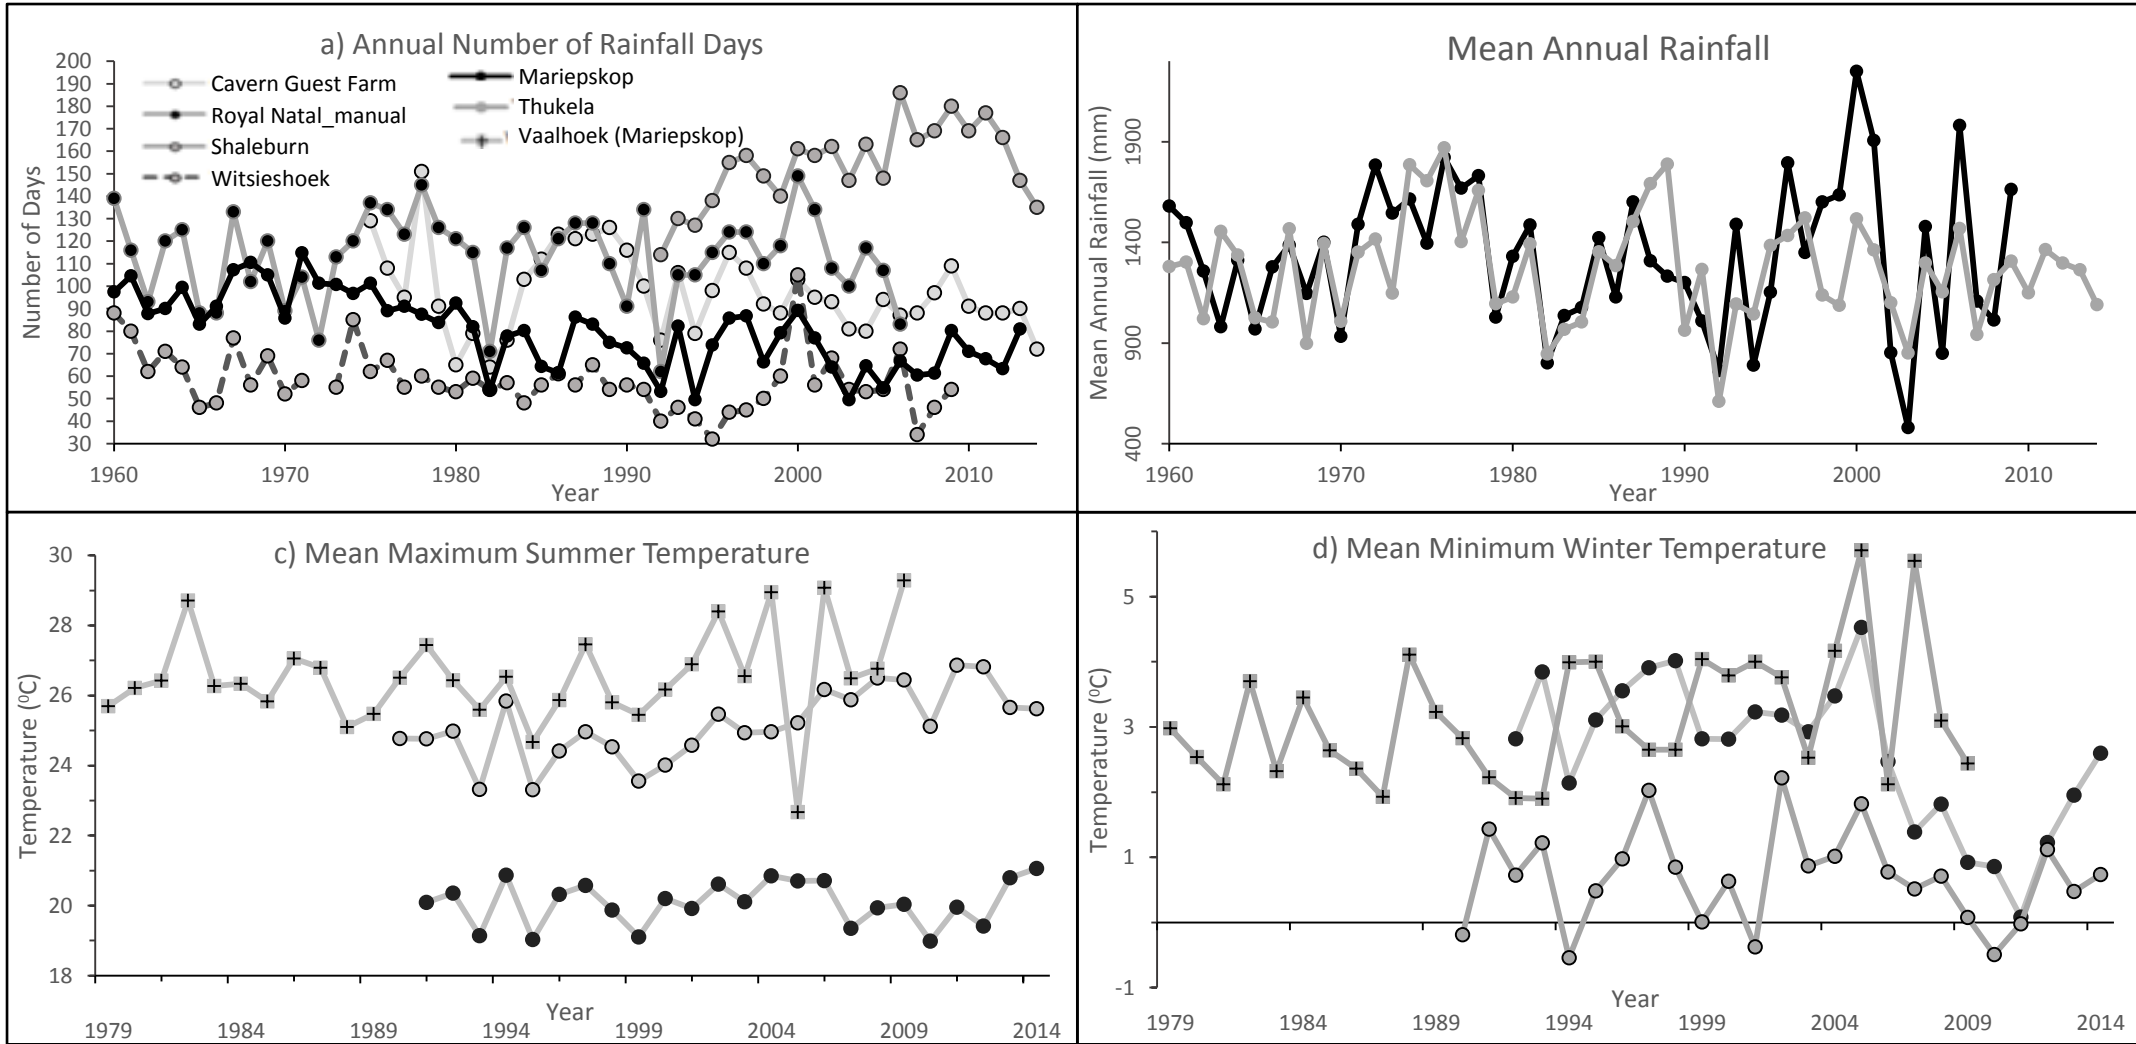 a) Annual Number of Rainfall Days
Number of Days
200
190
180
170
160
150
140
130
120
110
100
90
80
70
60
50
40
30
Cavern Guest Farm
Royal Natal_manual
Shaleburn
Witsieshoek
Mariepskop
Thukela
Vaalhoek (Mariepskop)
1960 1970 1980 1990 2000 2010
Year
Mean Annual Rainfall
Mean Annual Rainfall (mm)
1900
1400
900
400
1960 1970 1980 1990 2000 2010
Year
c) Mean Maximum Summer Temperature
Temperature (⁰C)
30
28
26
24
22
20
18
Year
1979 1984 1989 1994 1999 2004 2009 2014
d) Mean Minimum Winter Temperature
Temperature (⁰C)
5
3
1
-1
Year
1979 1984 1989 1994 1999 2004 2009 2014